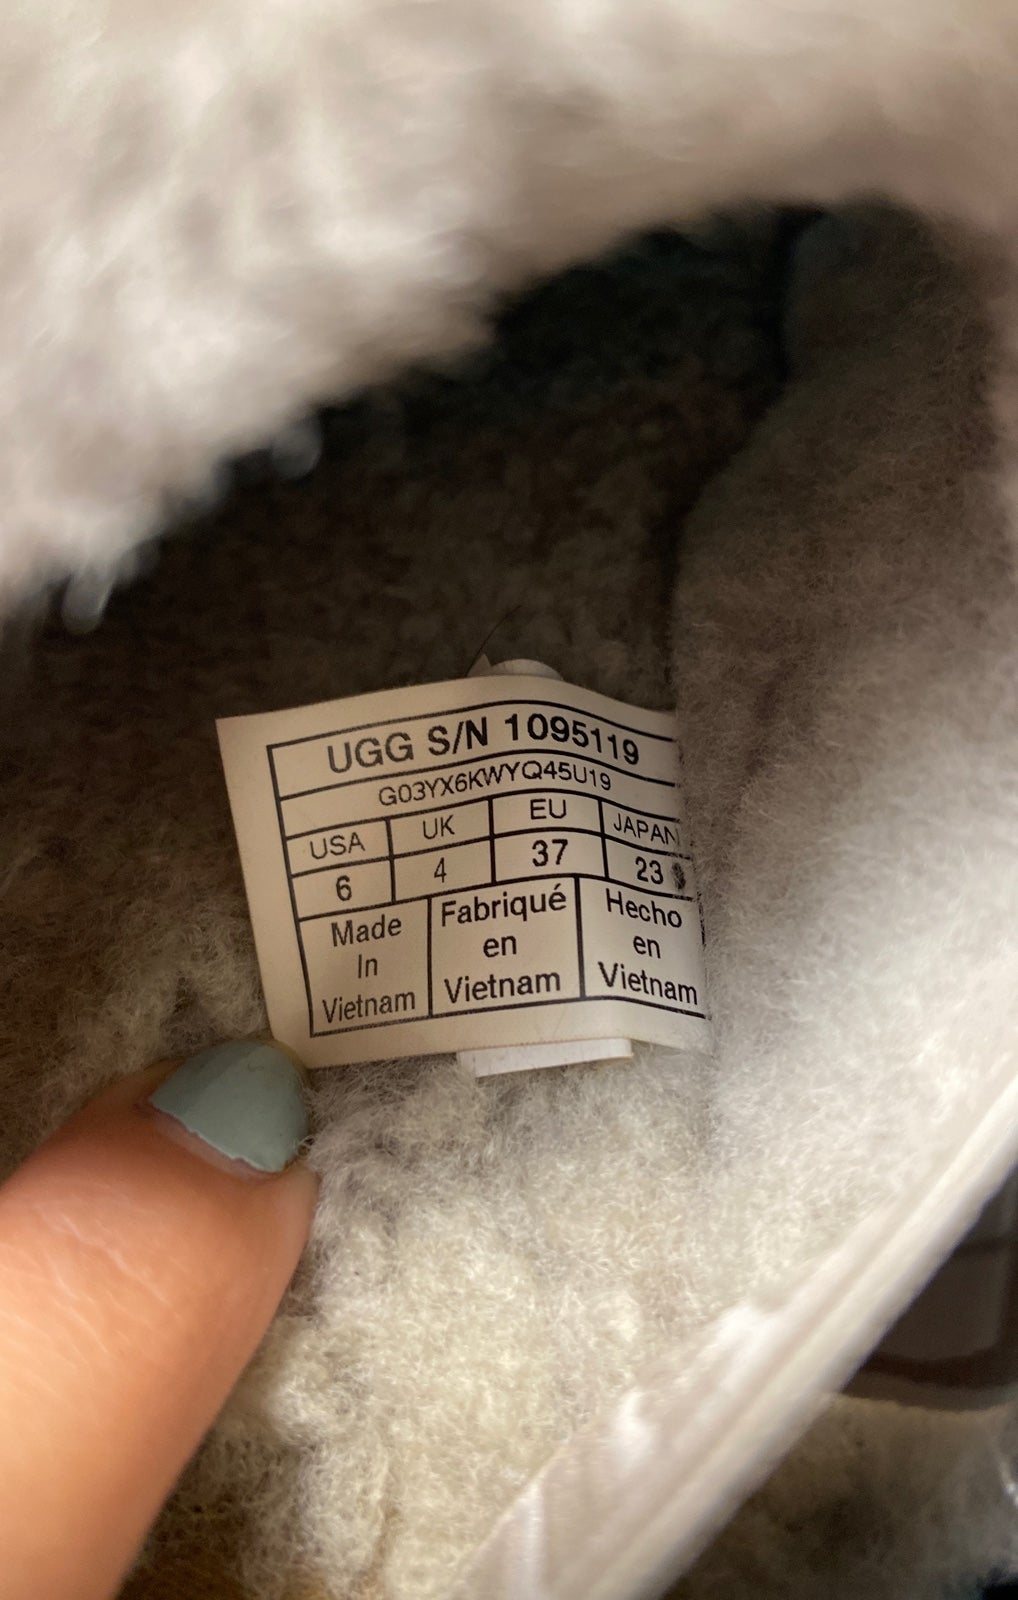 UGG S/N 1095119
G03YX6KWYQ45U19
USA UK EU JAPAN
6 4 37 23
Made Fabriqué Hecho
In en en
Vietnam Vietnam Vietnam